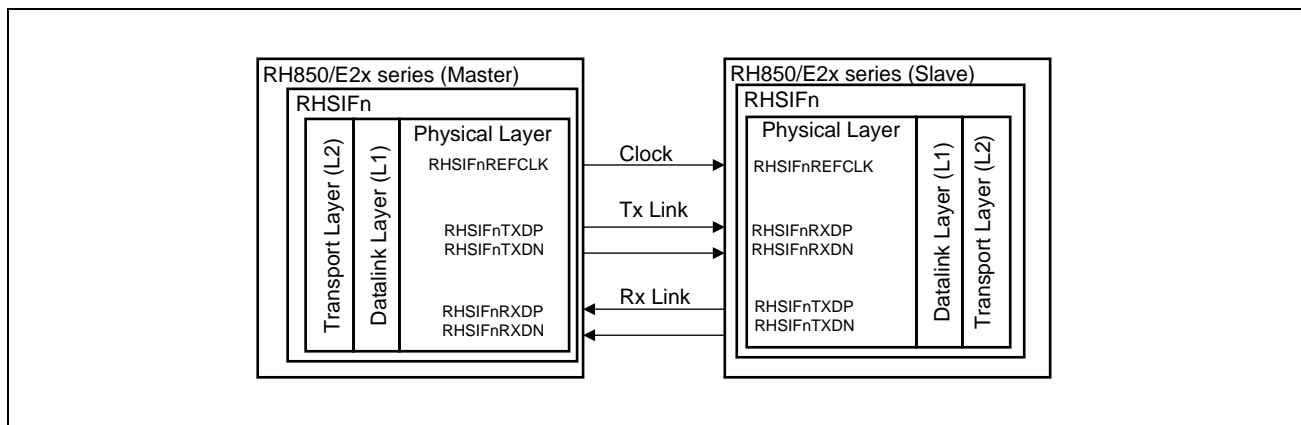 RH850/E2x series (Master)
RHSIFn
Transport Layer (L2)
Datalink Layer (L1)
Physical Layer
RHSIFnREFCLK
RHSIFnTXDP
RHSIFnTXDN
RHSIFnRXDP
RHSIFnRXDN
Clock
Tx Link
Rx Link
RH850/E2x series (Slave)
RHSIFn
Physical Layer
RHSIFnREFCLK
RHSIFnRXDP
RHSIFnRXDN
RHSIFnTXDP
RHSIFnTXDN
Datalink Layer (L1)
Transport Layer (L2)